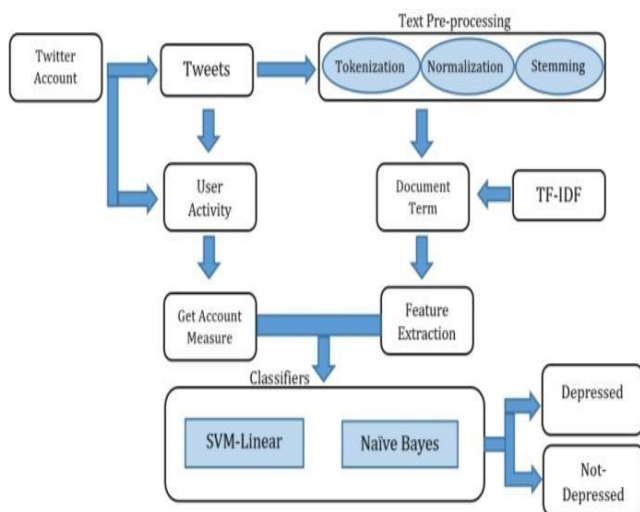 Text Pre-processing
Twitter
Account
Tweets
Tokenization
Normalization
Stemming
User
Activity
Document
Term
TF-IDF
Get Account
Measure
Feature
Extraction
Classifiers
SVM-Linear
Naïve Bayes
Depressed
Not-
Depressed